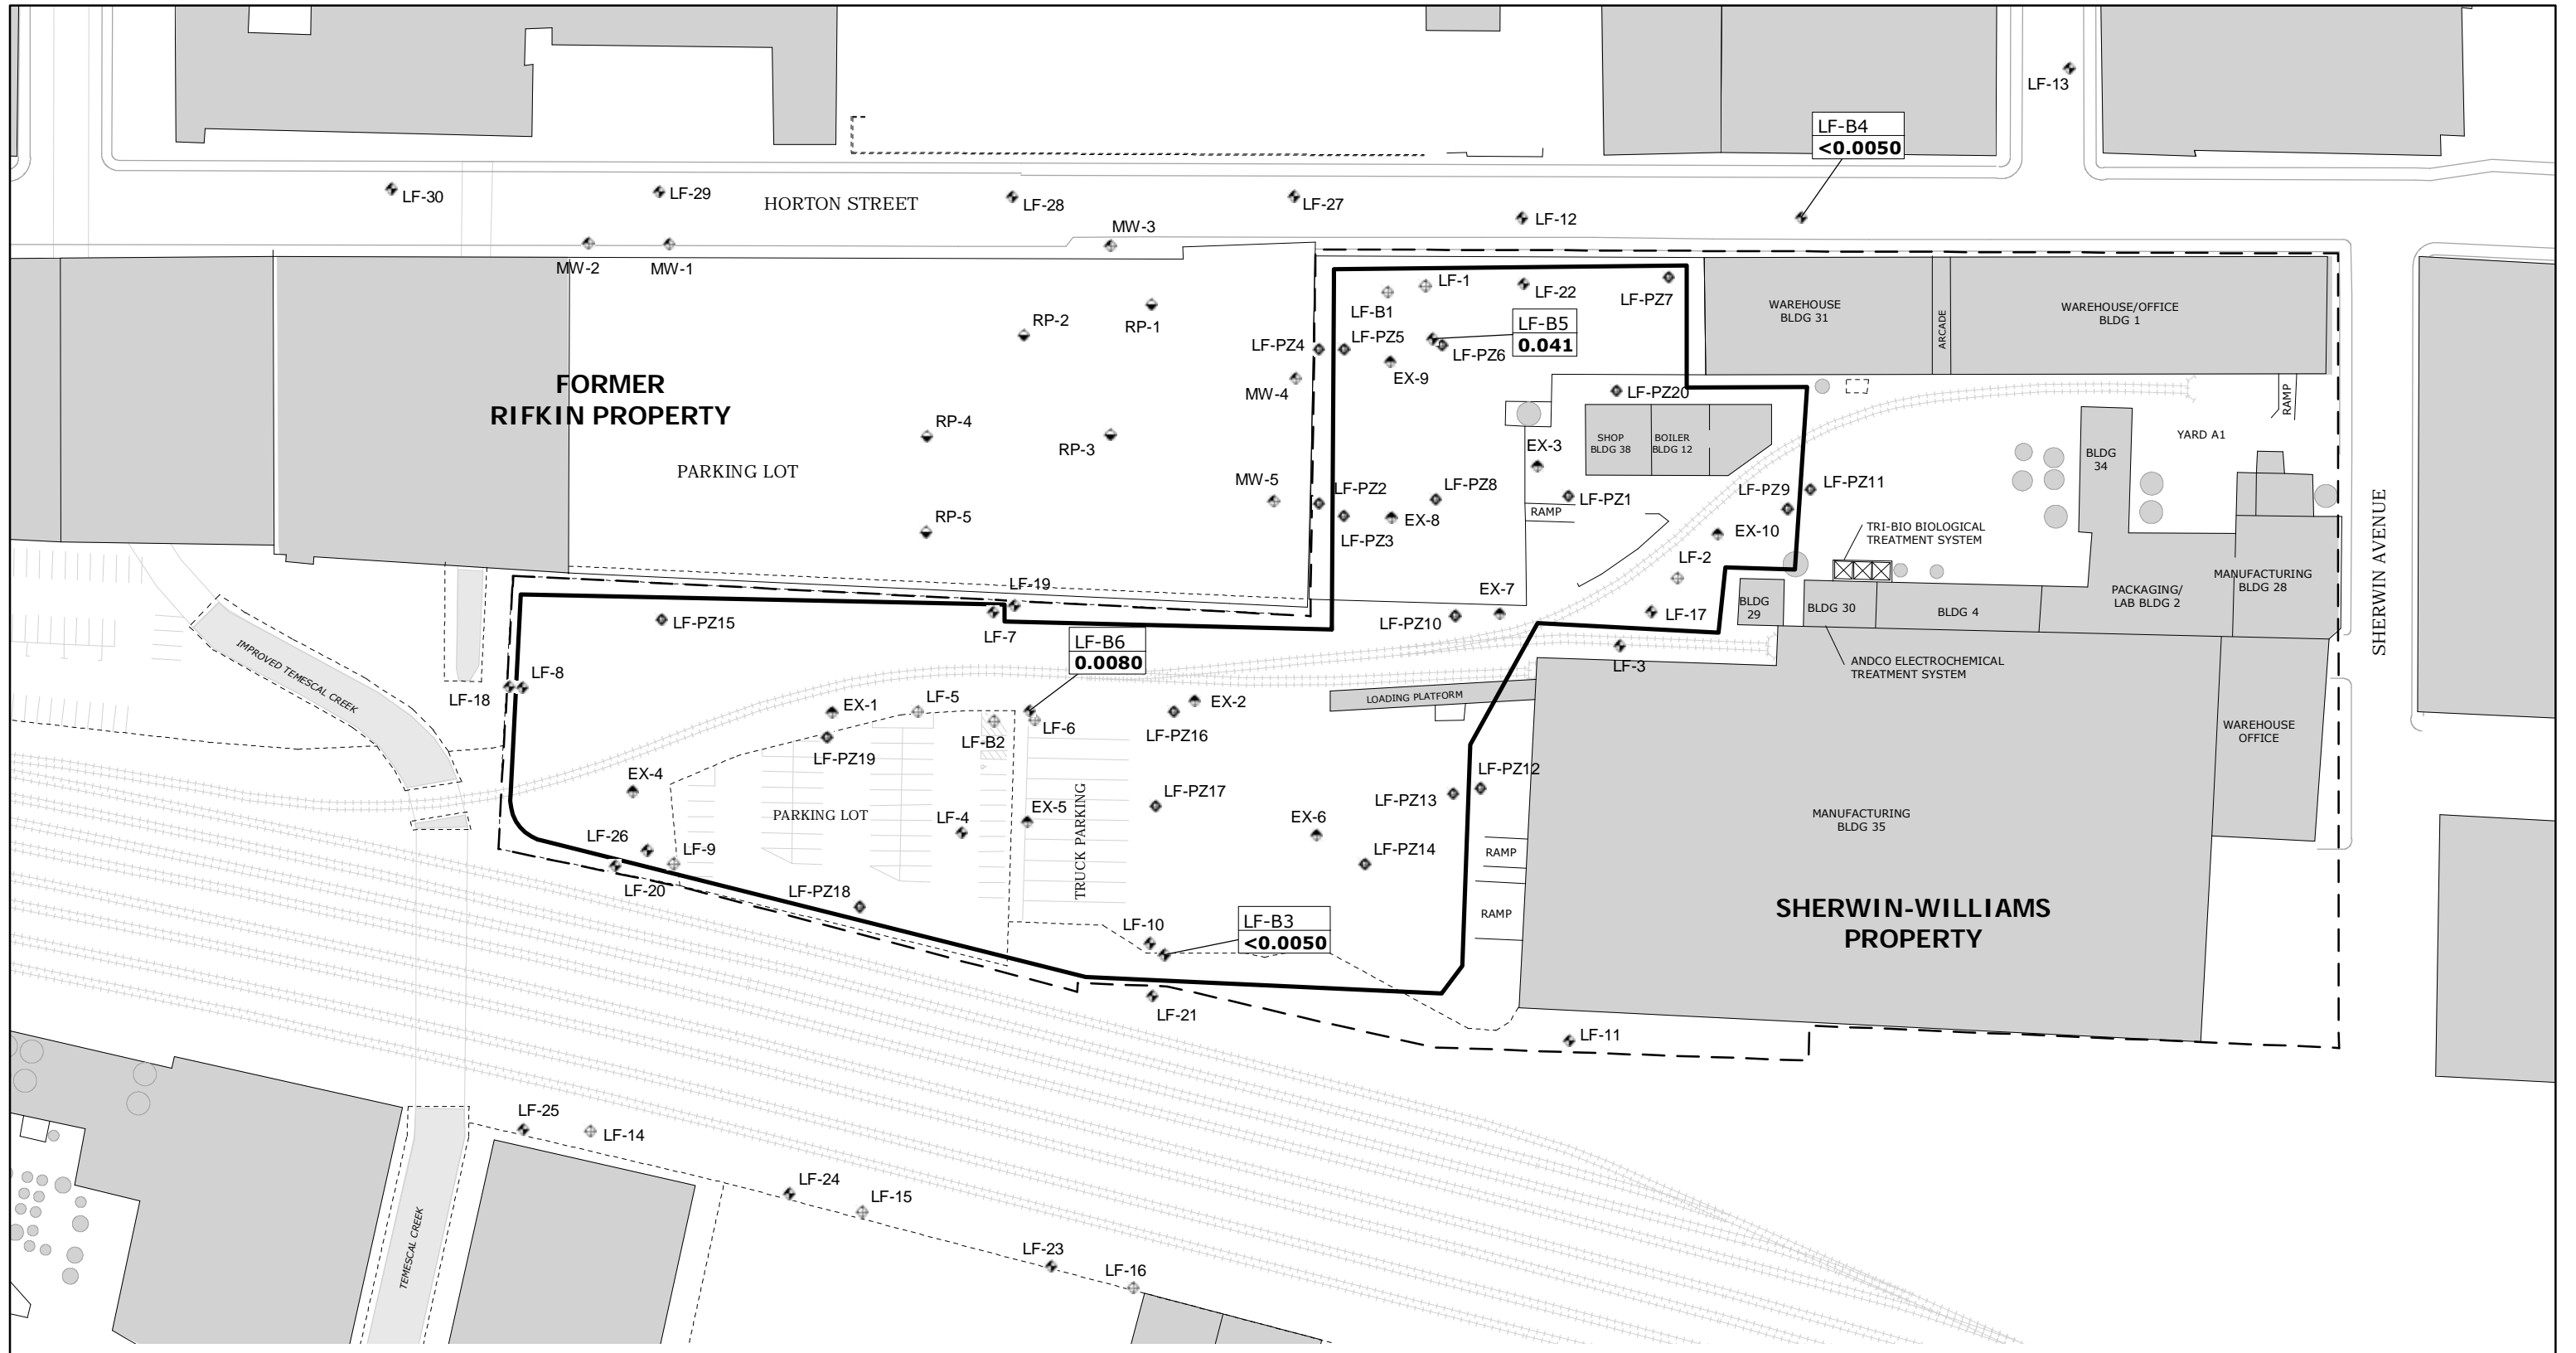 LF-13
LF-B4
<0.0050
LF-30
LF-29
HORTON STREET
LF-28
LF-27
LF-12
MW-3
MW-2
MW-1
LF-1
LF-22
LF-PZ7
LF-B1
WAREHOUSE
BLDG 31
ARCADE
WAREHOUSE/OFFICE
BLDG 1
RP-2
RP-1
LF-B5
0.041
LF-PZ4
LF-PZ5
LF-PZ6
EX-9
FORMER
RIFKIN PROPERTY
MW-4
LF-PZ20
RAMP
RP-4
RP-3
SHOP
BLDG 38
BOILER
BLDG 12
EX-3
YARD A1
BLDG
34
PARKING LOT
MW-5
LF-PZ2
LF-PZ8
LF-PZ1
LF-PZ9
LF-PZ11
RP-5
LF-PZ3
EX-8
RAMP
EX-10
TRI-BIO BIOLOGICAL
TREATMENT SYSTEM
SHERWIN AVENUE
LF-2
LF-19
EX-7
BLDG
29
BLDG 30
BLDG 4
PACKAGING/
LAB BLDG 2
MANUFACTURING
BLDG 28
LF-PZ15
LF-7
LF-PZ10
LF-17
LF-B6
0.0080
IMPROVED TEMESCAL CREEK
LF-3
ANDCO ELECTROCHEMICAL
TREATMENT SYSTEM
LF-8
LF-18
EX-1
LF-5
LF-6
EX-2
LOADING PLATFORM
LF-B2
LF-PZ16
LF-PZ19
WAREHOUSE
OFFICE
EX-4
LF-PZ12
LF-PZ17
LF-PZ13
PARKING LOT
EX-5
TRUCK PARKING
LF-4
EX-6
MANUFACTURING
BLDG 35
LF-26
LF-9
LF-20
LF-PZ14
RAMP
LF-PZ18
LF-10
LF-B3
<0.0050
RAMP
SHERWIN-WILLIAMS
PROPERTY
LF-21
LF-11
LF-25
LF-14
LF-24
LF-15
TEMESCAL CREEK
LF-23
LF-16